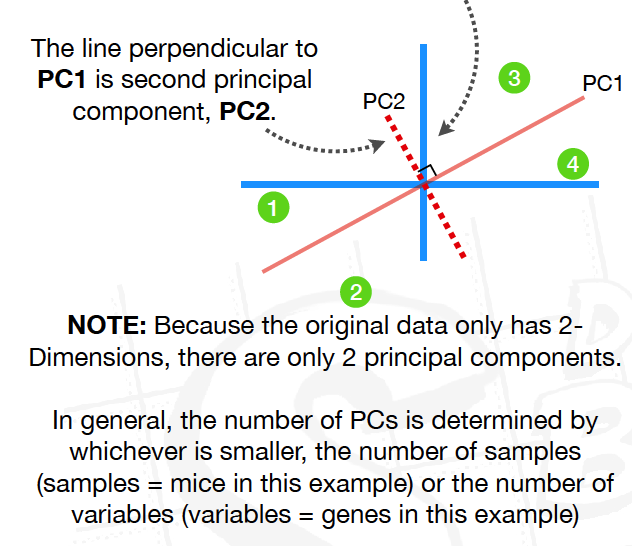 The line perpendicular to
PC1 is second principal
component, PC2.
PC2
3
PC1
4
1
2
NOTE: Because the original data only has 2-
Dimensions, there are only 2 principal components.
In general, the number of PCs is determined by
whichever is smaller, the number of samples
(samples = mice in this example) or the number of
variables (variables = genes in this example)